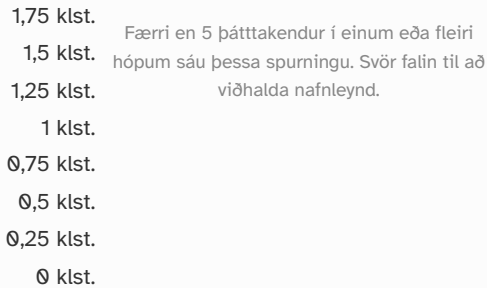 1,75 klst.
1,5 klst.
1,25 klst.
1 klst.
0,75 klst.
0,5 klst.
0,25 klst.
0 klst.
Færri en 5 þátttakendur í einum eða fleiri
hópum sáu þessa spurningu. Svör falin til að
viðhalda nafnleynd.